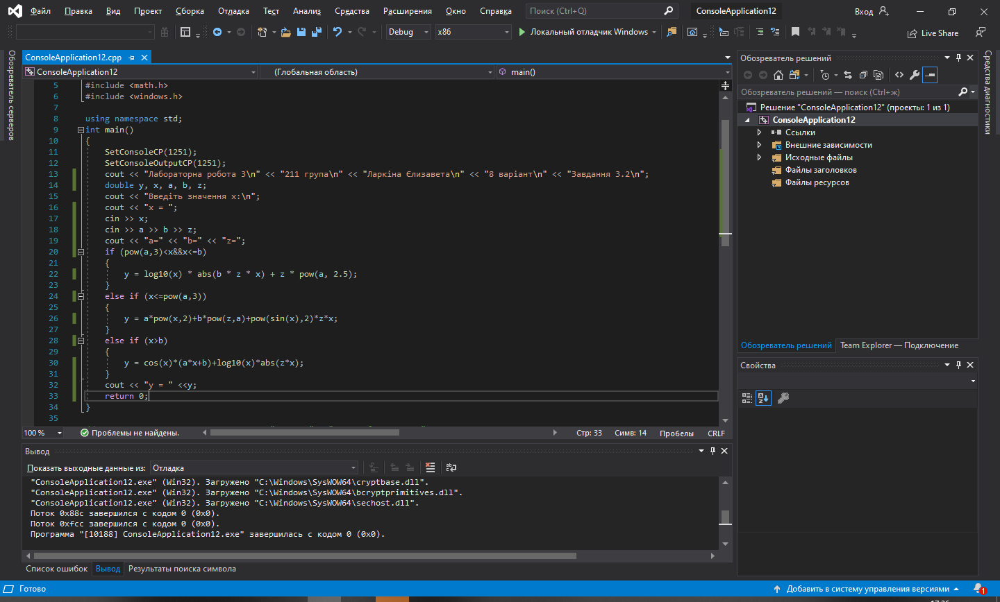 Файл Правка Вид Проект Сборка Отладка Тест Анализ Средства Расширения Окно Справка Поиск (Ctrl+Q) ConsoleApplication12 Вход
Debug x86 Локальный отладчик Windows Live Share
Обозреватель серверов
ConsoleApplication12.cpp
ConsoleApplication12 (Глобальная область) main()
5 #include <math.h>
6 #include <windows.h>
7
8 using namespace std;
9 int main()
10 {
11 SetConsoleCP(1251);
12 SetConsoleOutputCP(1251);
13 cout << "Лабораторна робота 3\n" << "211 група\n" << "Ларкіна Єлизавета\n" << "8 варіант\n" << "Завдання 3.2\n";
14 double y, x, a, b, z;
15 cout << "Введіть значення x:\n";
16 cout << "x = ";
17 cin >> x;
18 cin >> a >> b >> z;
19 cout << "a=" << "b=" << "z=";
20 if (pow(a,3)<x&&x<=b)
21 {
22 y = log10(x) * abs(b * z * x) + z * pow(a, 2.5);
23 }
24 else if (x<=pow(a,3))
25 {
26 y = a*pow(x,2)+b*pow(z,a)+pow(sin(x),2)*z*x;
27 }
28 else if (x>b)
29 {
30 y = cos(x)*(a*x+b)+log10(x)*abs(z*x);
31 }
32 cout << "y = " <<y;
33 return 0;
34 }
35
100 % Проблемы не найдены. Стр: 33 Симв: 14 Пробелы CRLF
Вывод
Показать выходные данные из: Отладка
"ConsoleApplication12.exe" (Win32). Загружено "C:\Windows\SysWOW64\cryptbase.dll".
"ConsoleApplication12.exe" (Win32). Загружено "C:\Windows\SysWOW64\bcryptprimitives.dll".
"ConsoleApplication12.exe" (Win32). Загружено "C:\Windows\SysWOW64\sechost.dll".
Поток 0x88c завершился с кодом 0 (0x0).
Поток 0xfcc завершился с кодом 0 (0x0).
Программа "[10188] ConsoleApplication12.exe" завершилась с кодом 0 (0x0).
Список ошибок Вывод Результаты поиска символа
Обозреватель решений
Обозреватель решений — поиск (Ctrl+ж)
Решение "ConsoleApplication12" (проекты: 1 из 1)
ConsoleApplication12
Ссылки
Внешние зависимости
Исходные файлы
Файлы заголовков
Файлы ресурсов
Обозреватель решений Team Explorer — Подключение
Свойства
Средства диагностики
Готово Добавить в систему управления версиями 1